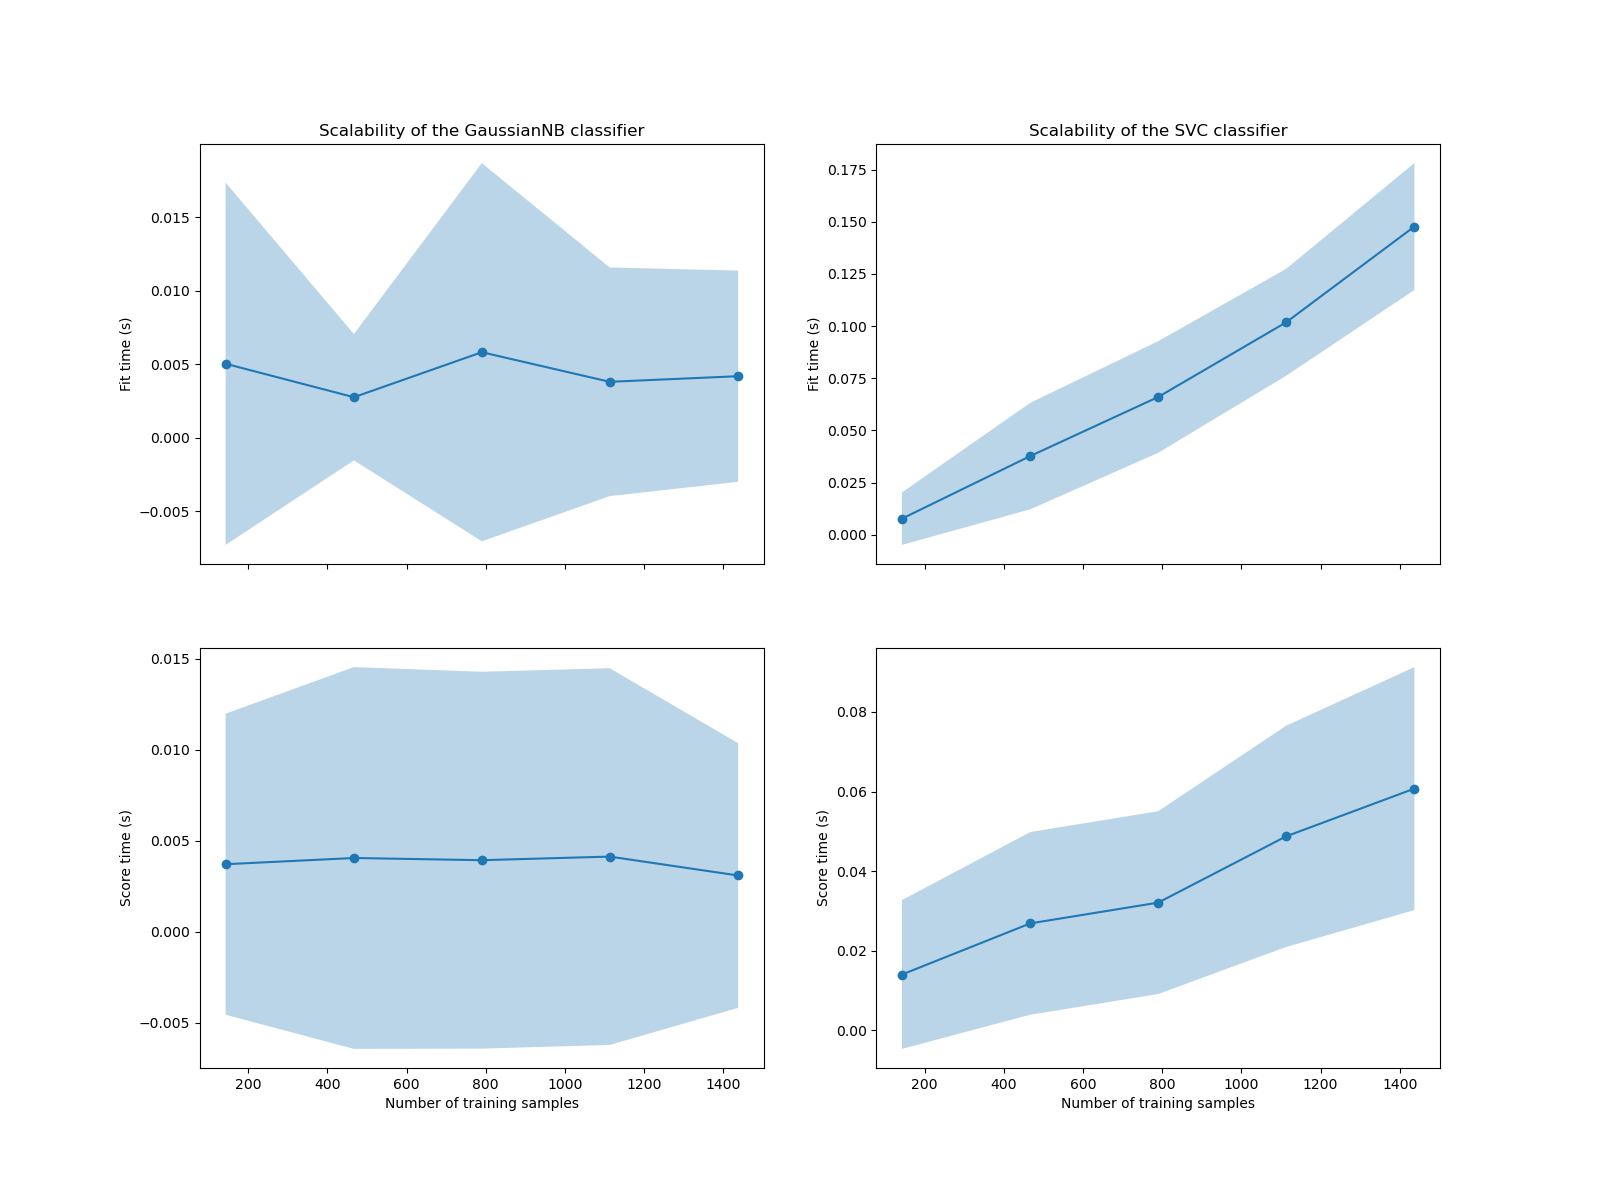 Scalability of the GaussianNB classifier
Scalability of the SVC classifier
Fit time (s)
0.015
0.010
0.005
0.000
−0.005
Fit time (s)
0.175
0.150
0.125
0.100
0.075
0.050
0.025
0.000
Score time (s)
0.015
0.010
0.005
0.000
−0.005
200 400 600 800 1000 1200 1400
Number of training samples
Score time (s)
0.08
0.06
0.04
0.02
0.00
200 400 600 800 1000 1200 1400
Number of training samples